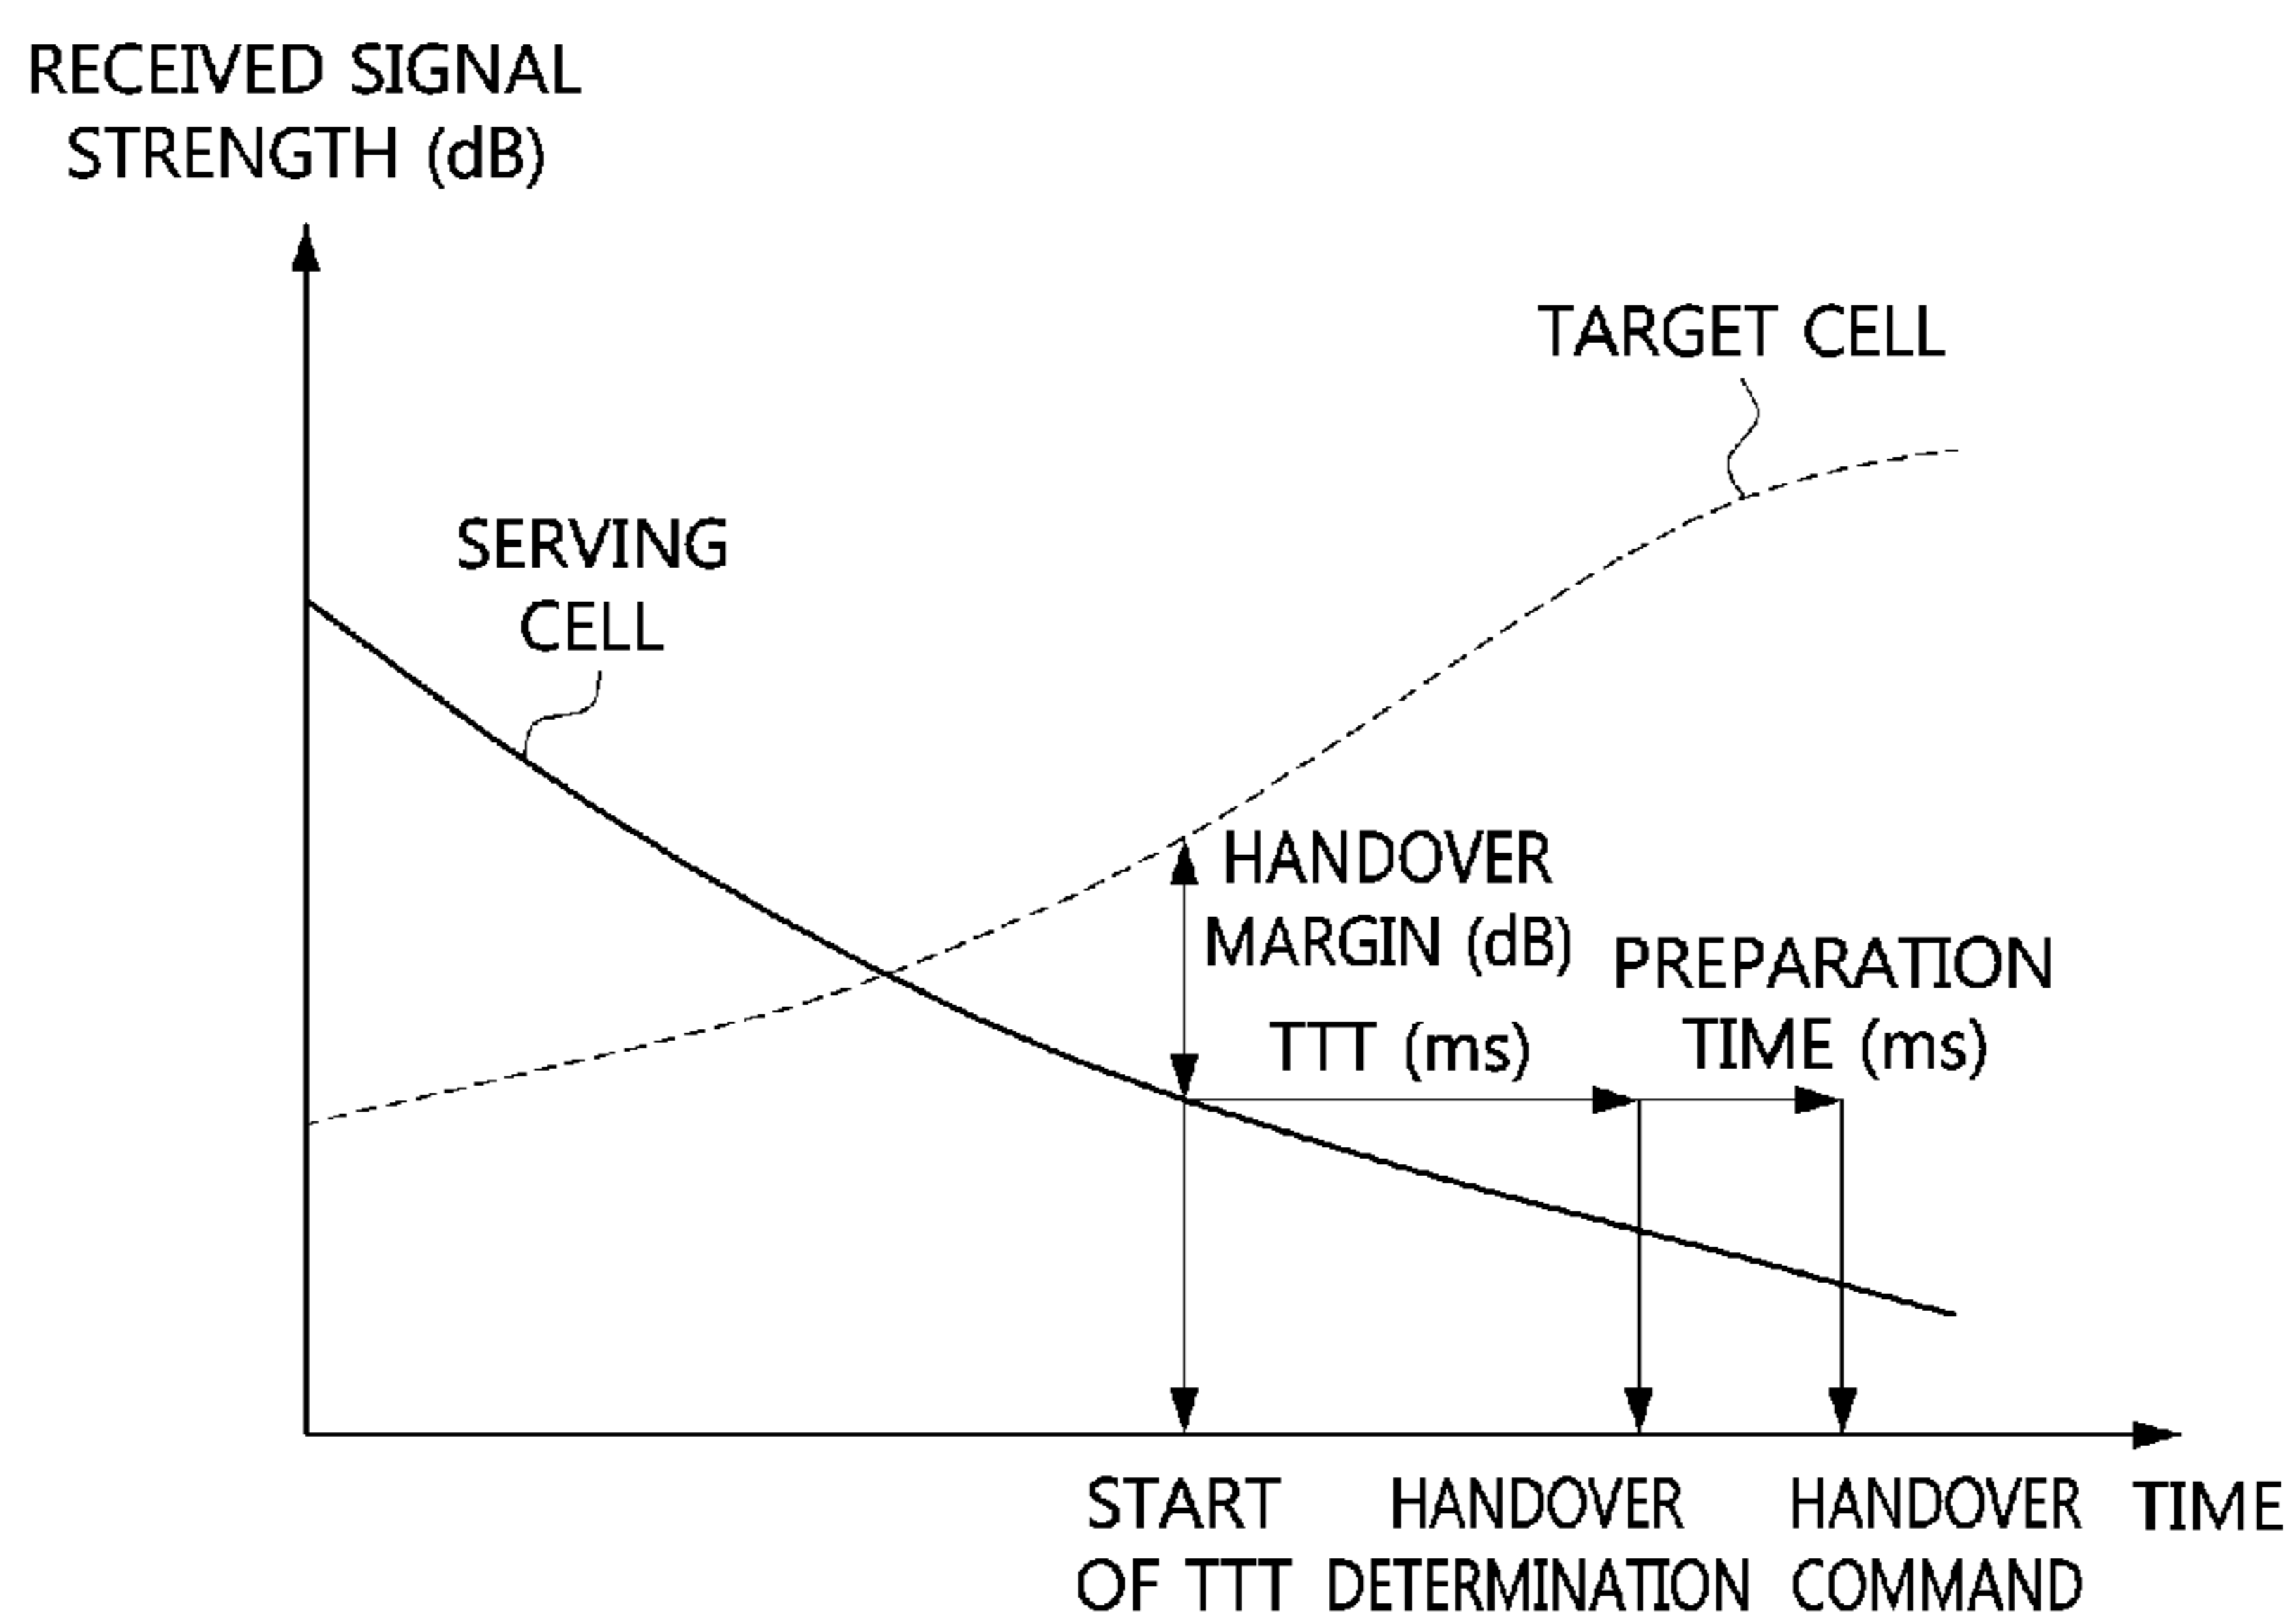 RECEIVED SIGNAL
STRENGTH (dB)
TARGET CELL
SERVING
CELL
HANDOVER
MARGIN (dB)
PREPARATION
TIME (ms)
TTT (ms)
START
OF TTT
HANDOVER
DETERMINATION
HANDOVER
COMMAND
TIME